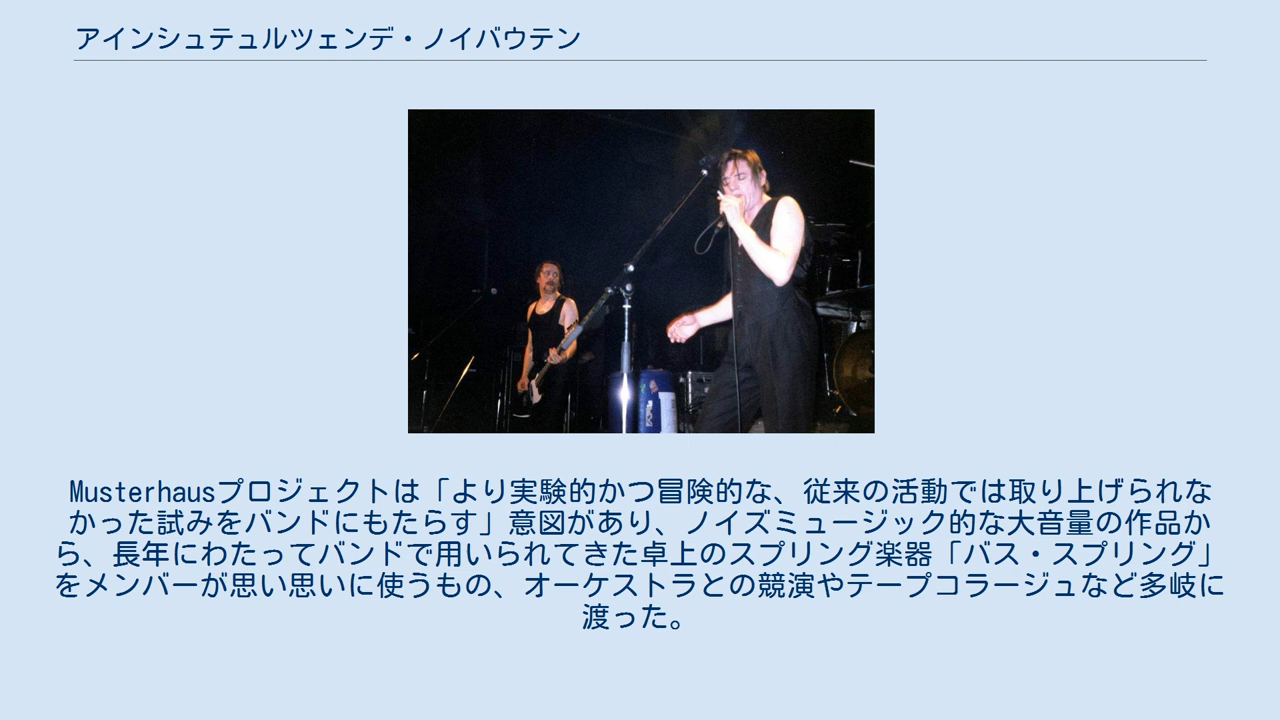 アインシュテュルツェンデ・ノイバウテン
Musterhausプロジェクトは「より実験的かつ冒険的な、従来の活動では取り上げられな
かった試みをバンドにもたらす」意図があり、ノイズミュージック的な大音量の作品か
ら、長年にわたってバンドで用いられてきた卓上のスプリング楽器「バス・スプリング」
をメンバーが思い思いに使うもの、オーケストラとの競演やテープコラージュなど多岐に
渡った。